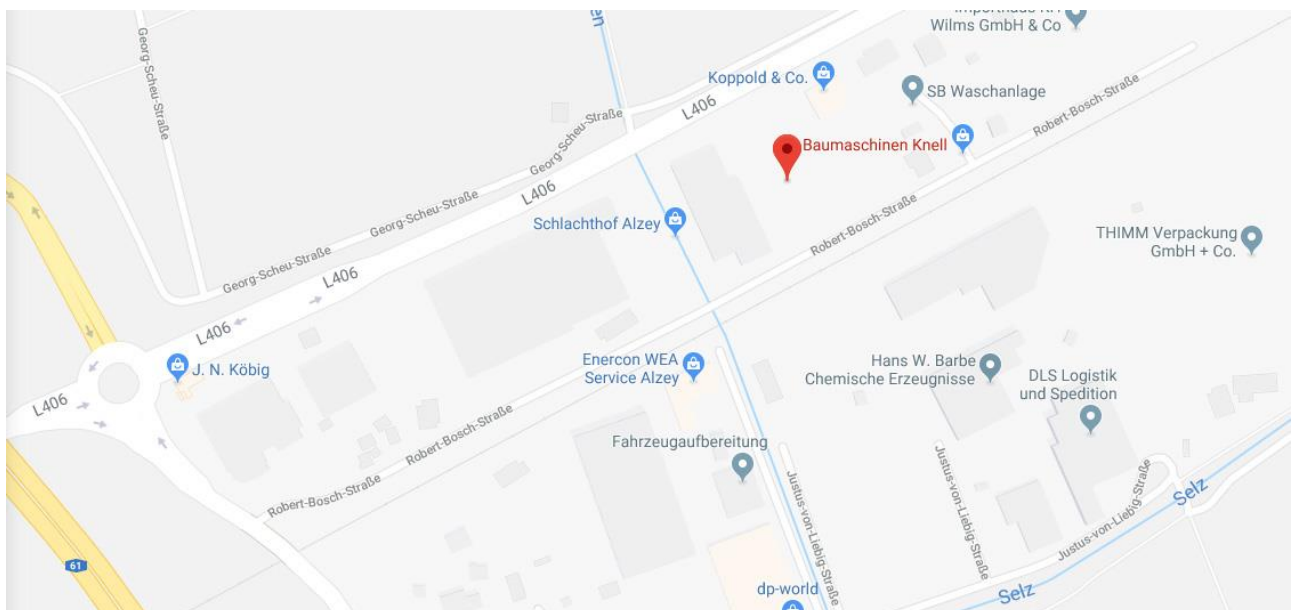 Wilms GmbH & Co
Georg-Scheu-Straße
en
Koppold & Co.
SB Waschanlage
Robert-Bosch-Straße
L406
Georg-Scheu-Straße
Baumaschinen Knell
L406
Georg-Scheu-Straße
Schlachthof Alzey
Robert-Bosch-Straße
THIMM Verpackung
GmbH + Co.
Georg-Scheu-Straße
L406
L406
J. N. Köbig
Enercon WEA
Service Alzey
Hans W. Barbe
Chemische Erzeugnisse
DLS Logistik
und Spedition
L406
Robert-Bosch-Straße
Fahrzeugaufbereitung
Robert-Bosch-Straße
Justus-von-Liebig-Straße
Justus-von-Liebig-Straße
Justus-von-Liebig-Straße
Selz
61
dp-world
Selz